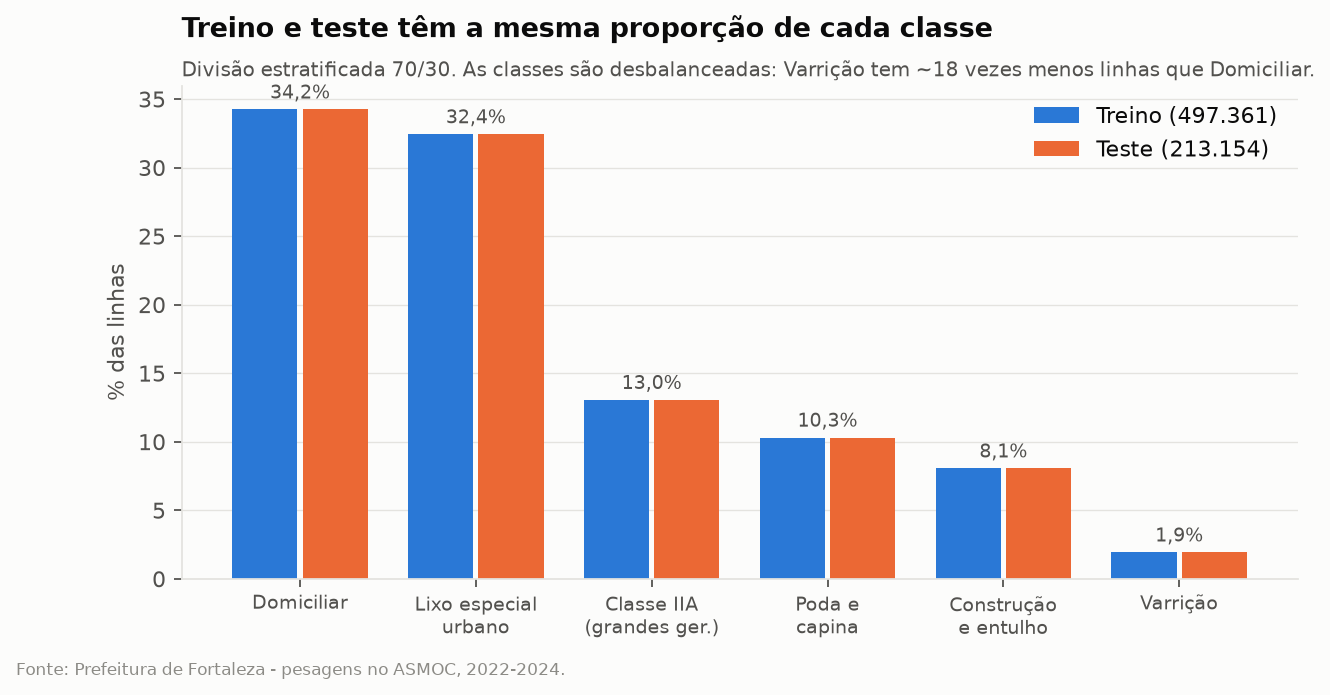 Treino e teste têm a mesma proporção de cada classe
Divisão estratificada 70/30. As classes são desbalanceadas: Varrição tem ~18 vezes menos linhas que Domiciliar.
Treino (497.361)
Teste (213.154)
% das linhas
35
30
25
20
15
10
5
0
34,2%
32,4%
13,0%
10,3%
8,1%
1,9%
Domiciliar
Lixo especial
urbano
Classe IIA
(grandes ger.)
Poda e
capina
Construção
e entulho
Varrição
Fonte: Prefeitura de Fortaleza - pesagens no ASMOC, 2022-2024.